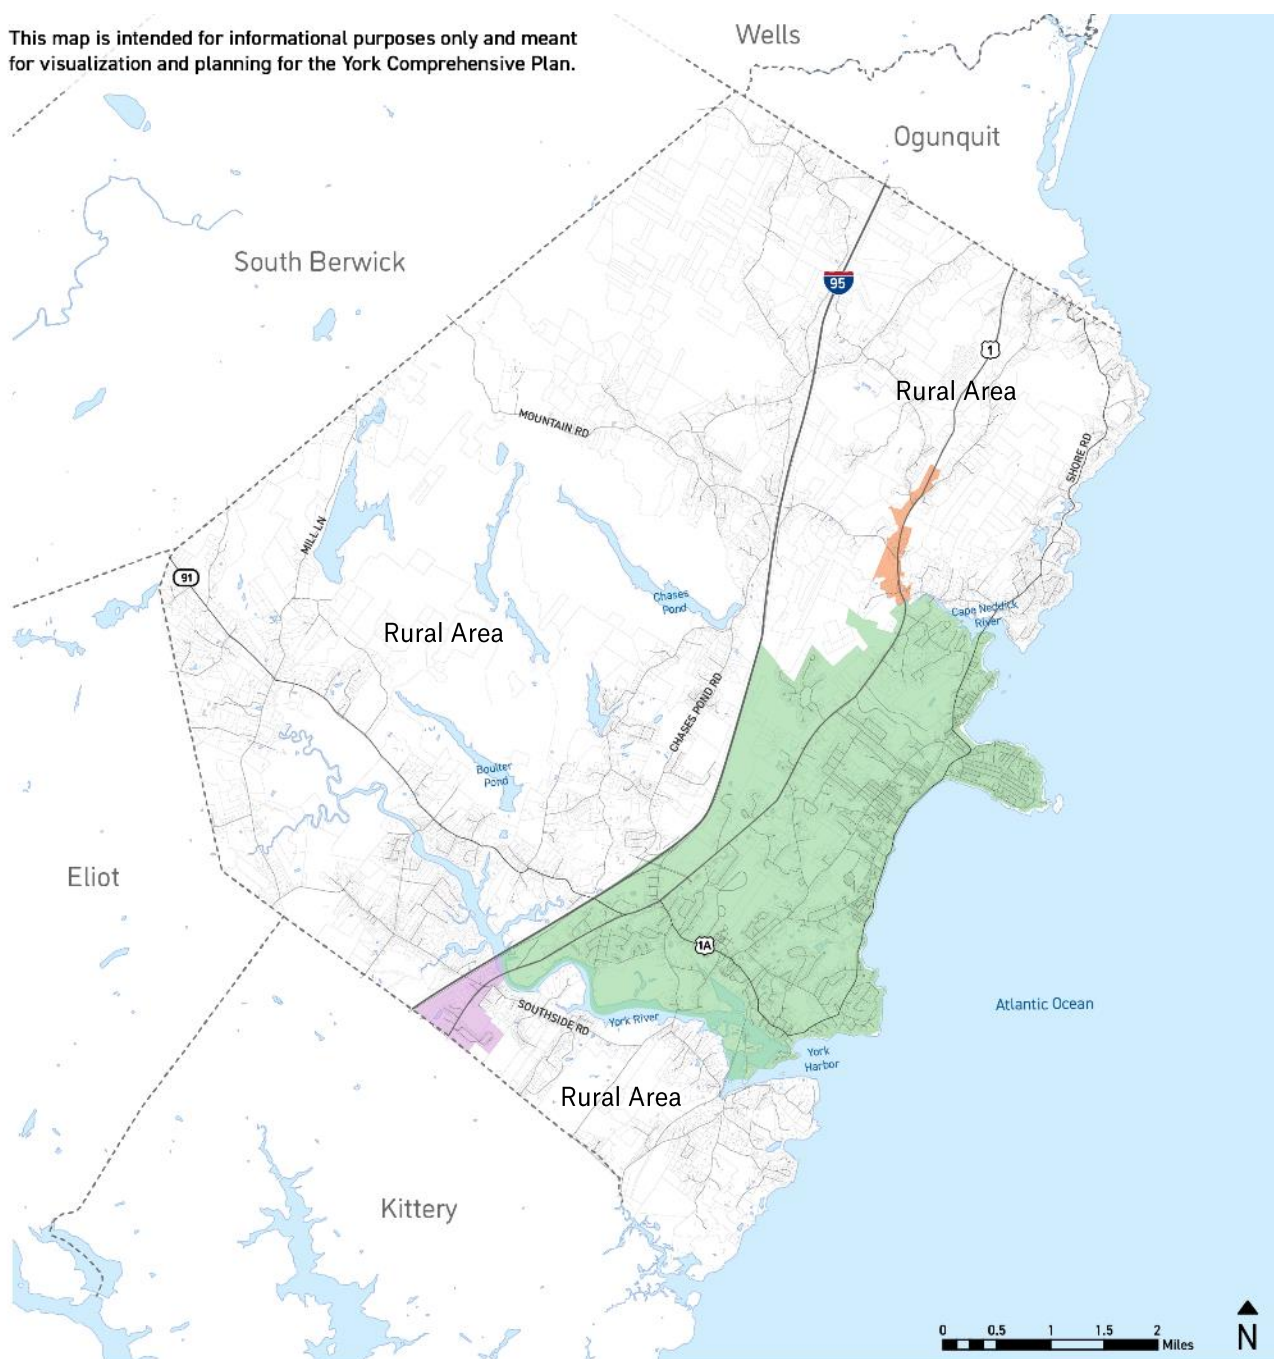 This map is intended for informational purposes only and meant
for visualization and planning for the York Comprehensive Plan.
Wells
Ogunquit
South Berwick
95
1
Rural Area
MOUNTAIN RD
SHORE RD
MILL LN
91
Chases
Pond
Cape Neddick
River
Rural Area
CHASES POND RD
Boulter
Pond
Eliot
1A
Atlantic Ocean
SOUTHSIDE RD
York River
York
Harbor
Rural Area
Kittery
0 0.5 1 1.5 2
Miles
N